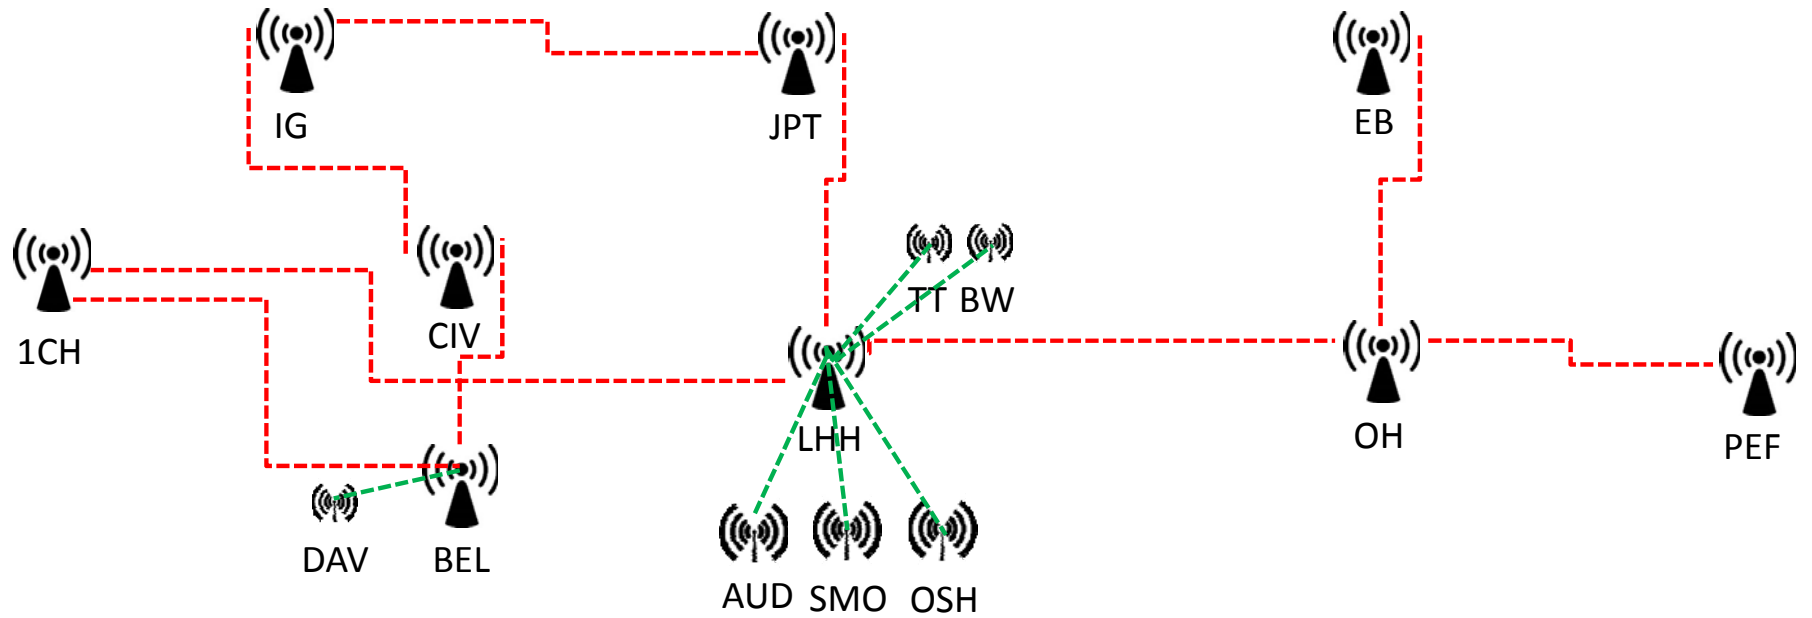 IG
JPT
EB
TT BW
CIV
1CH
LHH
OH
PEF
DAV
BEL
AUD SMO OSH